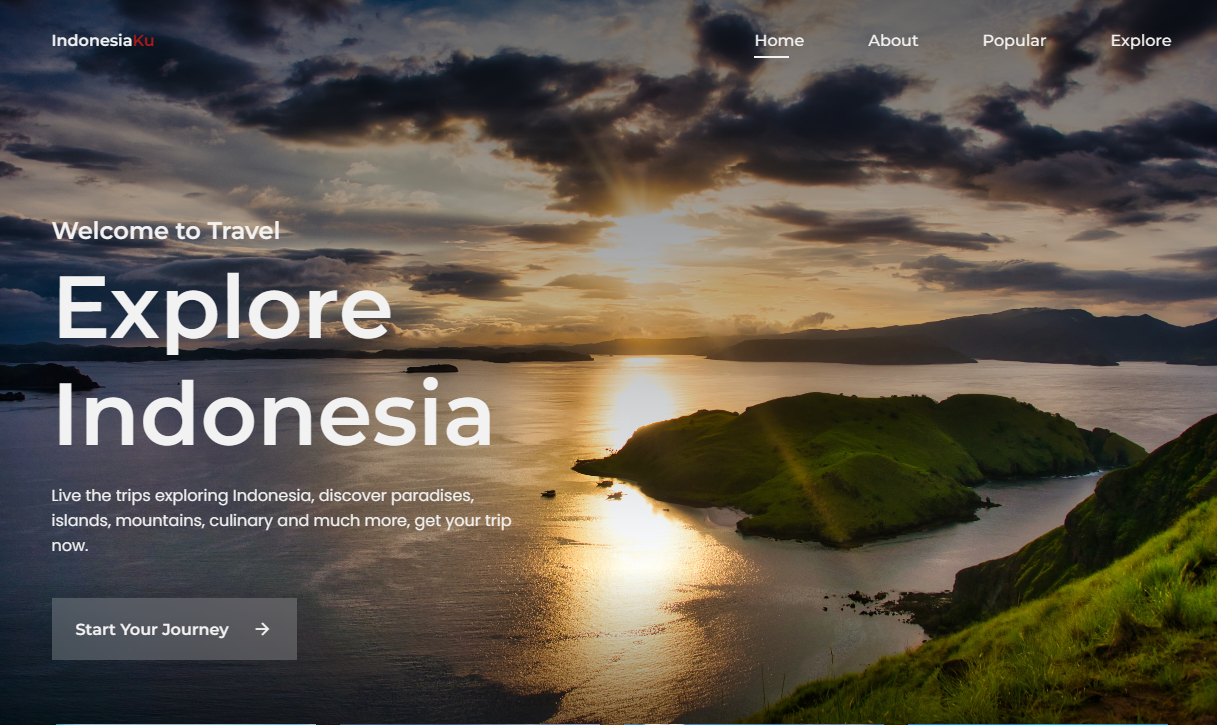 IndonesiaKu
Home
About
Popular
Explore
Welcome to Travel
Explore
Indonesia
Live the trips exploring Indonesia, discover paradises,
islands, mountains, culinary and much more, get your trip
now.
Start Your Journey